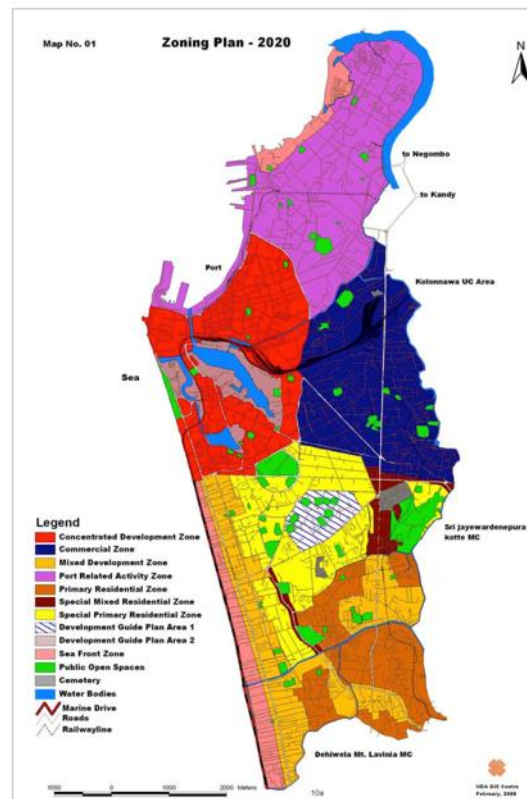 Map No. 01
Zoning Plan - 2020
N
to Negombo
to Kandy
Port
Kolonnawa UC Area
Sea
Sri jayewardenepura
kotte MC
Legend
Concentrated Development Zone
Commercial Zone
Mixed Development Zone
Port Related Activity Zone
Primary Residential Zone
Special Mixed Residential Zone
Special Primary Residential Zone
Development Guide Plan Area 1
Development Guide Plan Area 2
Sea Front Zone
Public Open Spaces
Cemetery
Water Bodies
Marine Drive
Roads
Railwayline
Dehiwela Mt. Lavinia MC
1000 0 1000 2000 Meters
10a
UDA GIS Centre
February, 2008